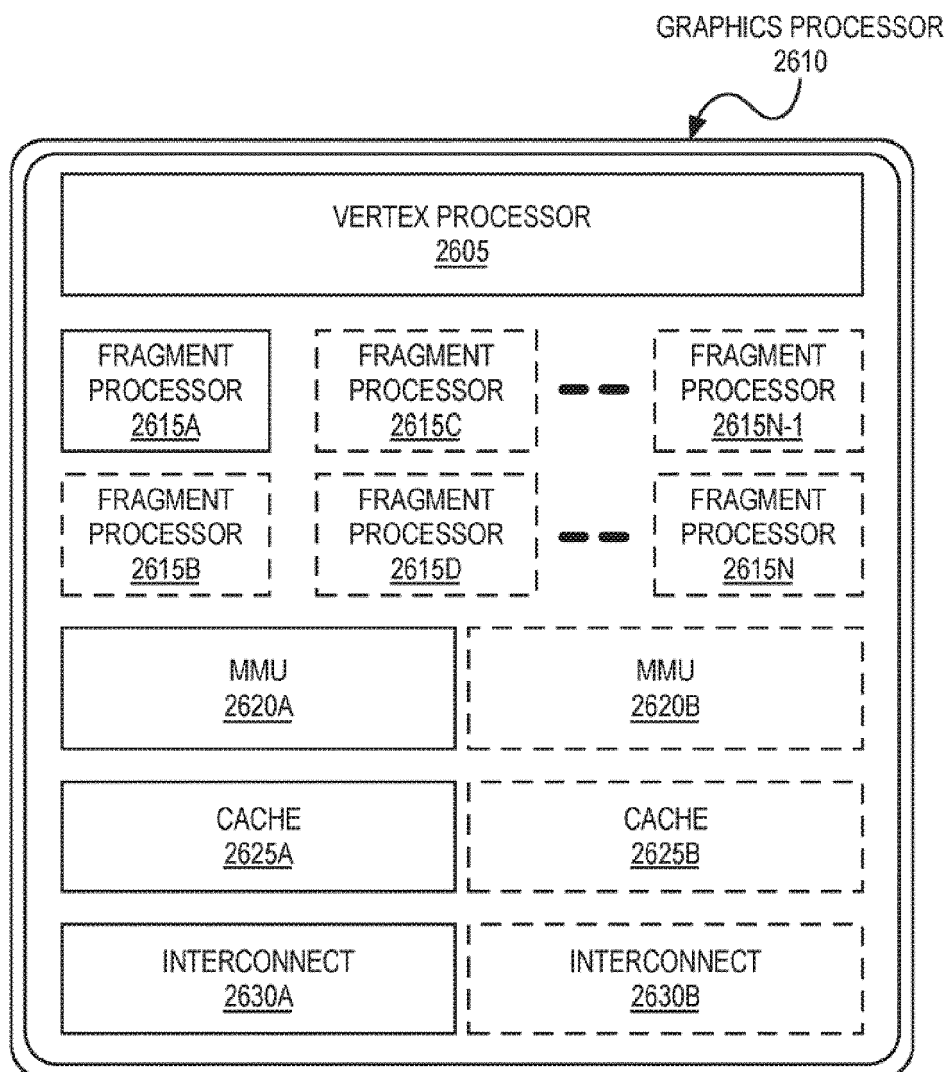 GRAPHICS PROCESSOR
2610
VERTEX PROCESSOR
2605
FRAGMENT
PROCESSOR
2615A
FRAGMENT
PROCESSOR
2615C
FRAGMENT
PROCESSOR
2615N-1
FRAGMENT
PROCESSOR
2615B
FRAGMENT
PROCESSOR
2615D
FRAGMENT
PROCESSOR
2615N
MMU
2620A
MMU
2620B
CACHE
2625A
CACHE
2625B
INTERCONNECT
2630A
INTERCONNECT
2630B